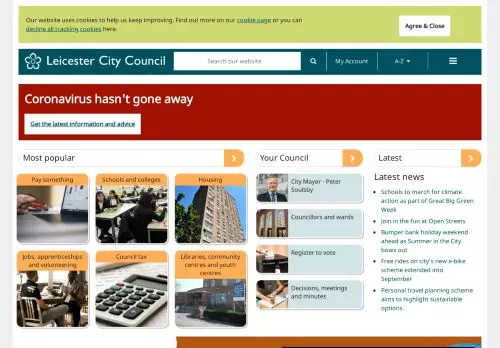 Our website uses cookies to help us keep improving. Find out more on our cookie page or you can
decline all tracking cookies here.
Agree & Close
Leicester City Council
Search our website
My Account
A-Z
Coronavirus hasn't gone away
Get the latest information and advice
Most popular
Pay something
Schools and colleges
Housing
Jobs, apprenticeships
and volunteering
Council tax
Libraries, community
centres and youth
centres
Your Council
City Mayor - Peter
Soulsby
Councillors and wards
Register to vote
Decisions, meetings
and minutes
Latest
Latest news
Schools to march for climate
action as part of Great Big Green
Week
Join in the fun at Open Streets
Bumper bank holiday weekend
ahead as Summer in the City
bows out
Free rides on city's new e-bike
scheme extended into
September
Personal travel planning scheme
aims to highlight sustainable
options